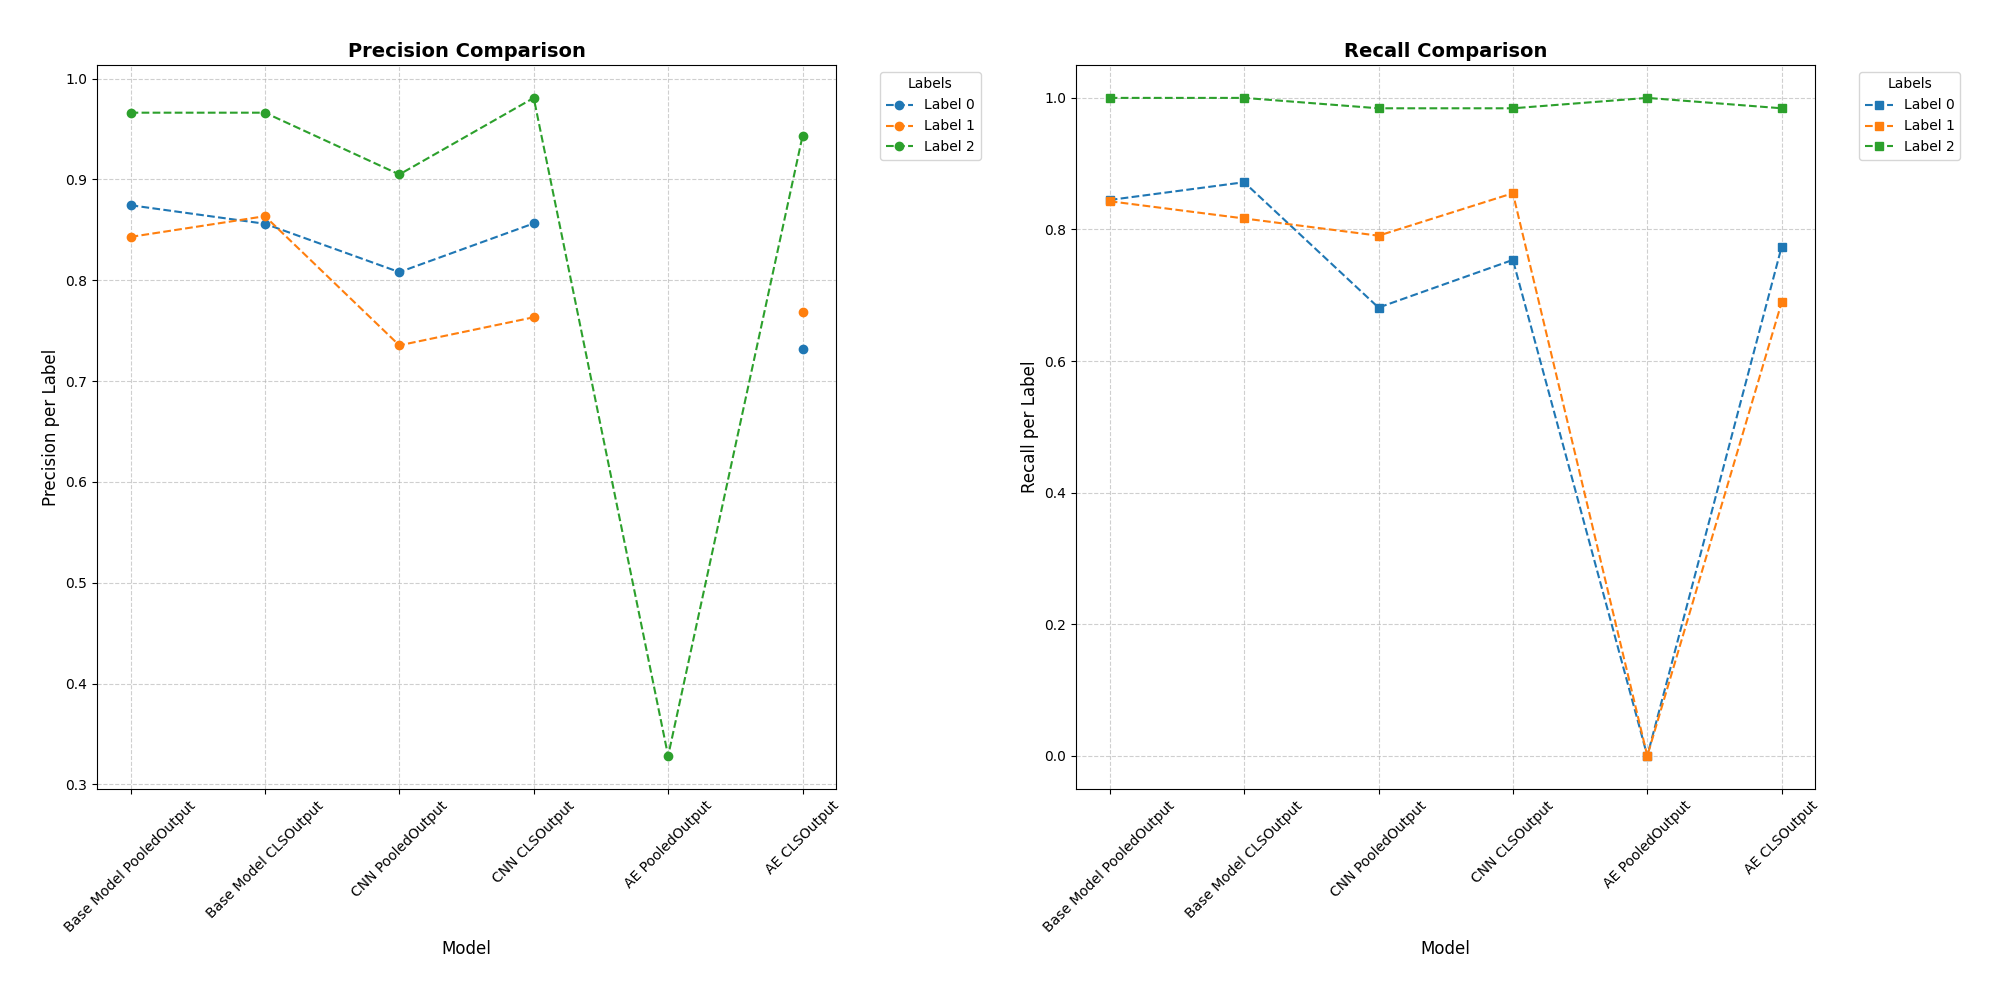 Precision Comparison
Precision per Label
1.0
0.9
0.8
0.7
0.6
0.5
0.4
0.3
Base Model PooledOutput
Base Model CLSOutput
CNN PooledOutput
CNN CLSOutput
AE PooledOutput
AE CLSOutput
Model
Labels
Label 0
Label 1
Label 2
Recall Comparison
Recall per Label
1.0
0.8
0.6
0.4
0.2
0.0
Base Model PooledOutput
Base Model CLSOutput
CNN PooledOutput
CNN CLSOutput
AE PooledOutput
AE CLSOutput
Model
Labels
Label 0
Label 1
Label 2